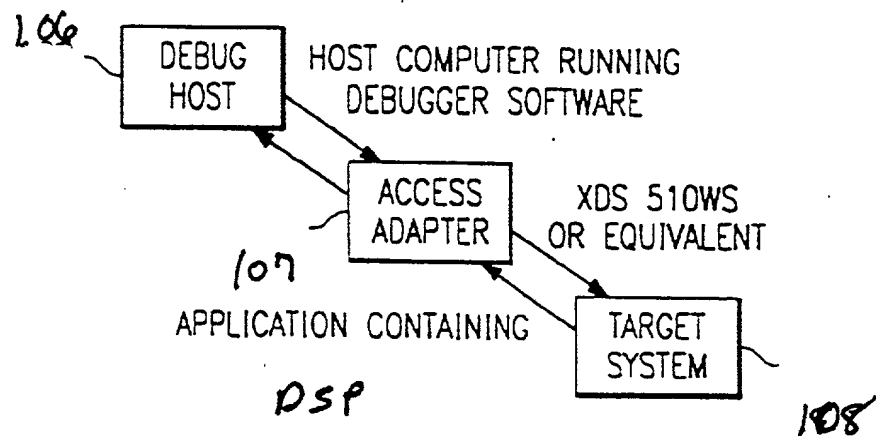 106
DEBUG
HOST
HOST COMPUTER RUNNING
DEBUGGER SOFTWARE
ACCESS
ADAPTER
XDS 510WS
OR EQUIVALENT
107
APPLICATION CONTAINING
DSP
TARGET
SYSTEM
108